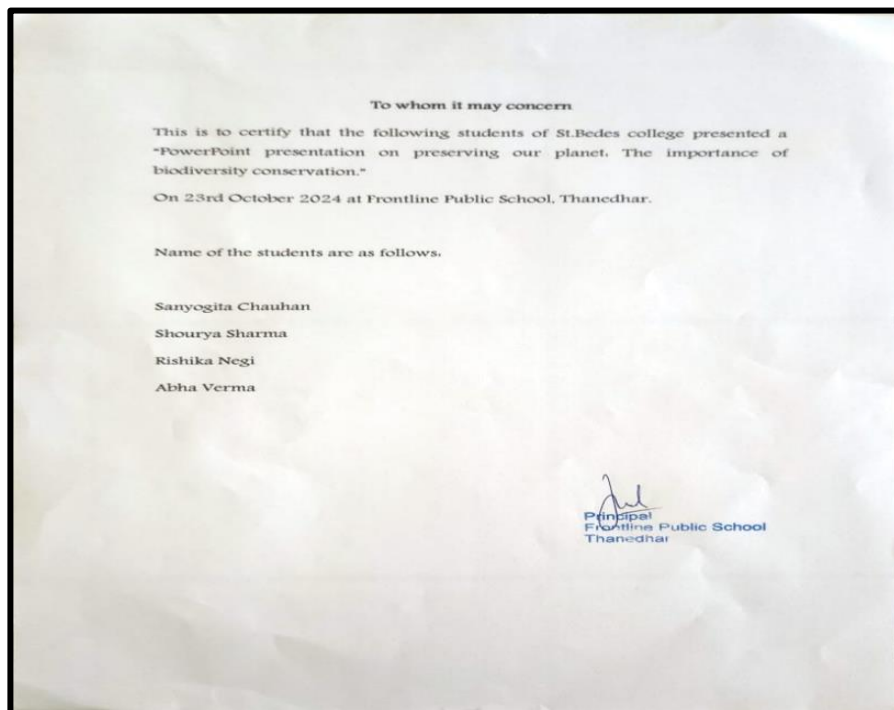 To whom it may concern
This is to certify that the following students of St.Bedes college presented a
"PowerPoint presentation on preserving our planet. The importance of
biodiversity conservation."
On 23rd October 2024 at Frontline Public School, Thanedhar.
Name of the students are as follows.
Sanyogita Chauhan
Shourya Sharma
Rishika Negi
Abha Verma
Principal
Frontline Public School
Thanedhar